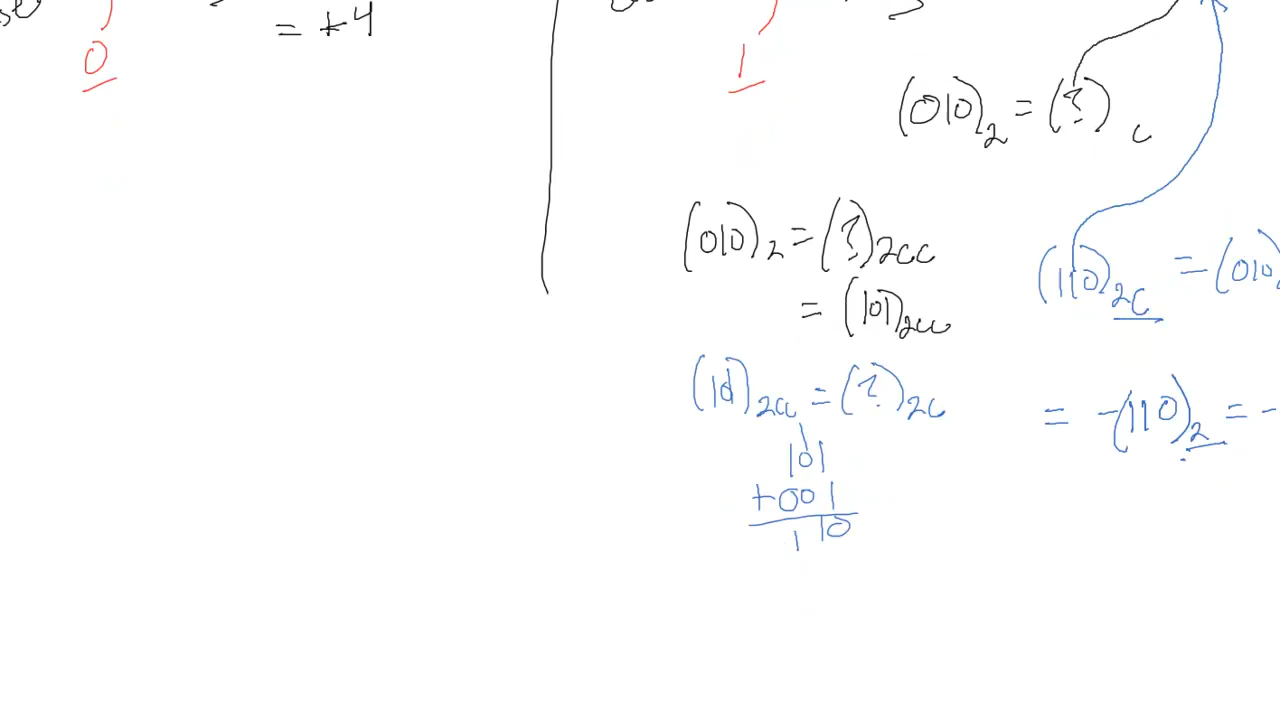 = +4
0
1
(010)₂ = (?) c
(010)₂ = (?)2cc
= (101)2cc
(110)2C = (010)
(101)2cc = (?)2c
= -(110)₂ = -
101
+001
110